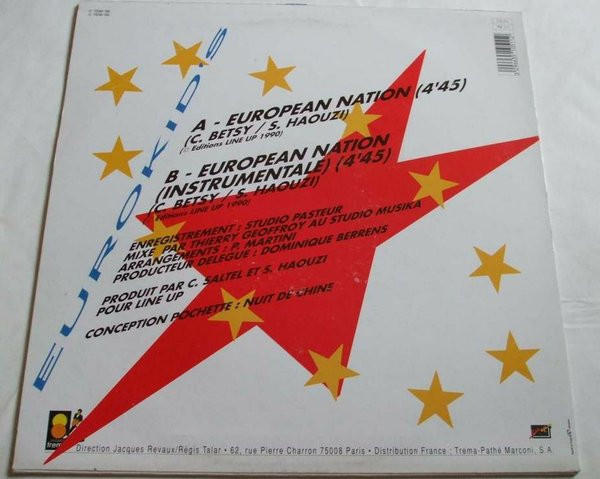 EUROKID'S
A - EUROPEAN NATION (4'45)
(C. BETSY / S. HAOUZI)
(© Editions LINE UP 1990)
B - EUROPEAN NATION
(INSTRUMENTALE) (4'45)
(C. BETSY / S. HAOUZI)
Editions LINE UP 1990)
ENREGISTREMENT : STUDIO PASTEUR
MIXE PAR THIERRY GEOFFROY AU STUDIO MUSIKA
ARRANGEMENTS : P. MARTINI
PRODUCTEUR DELEGUE : DOMINIQUE BERRENS
PRODUIT PAR C. SALTEL ET S. HAOUZI
POUR LINE UP
CONCEPTION POCHETTE : NUIT DE CHINE
trema
Direction Jacques Revaux/Régis Talar • 62, rue Pierre Charron 75008 Paris • Distribution France : Trema-Pathé Marconi, S.A